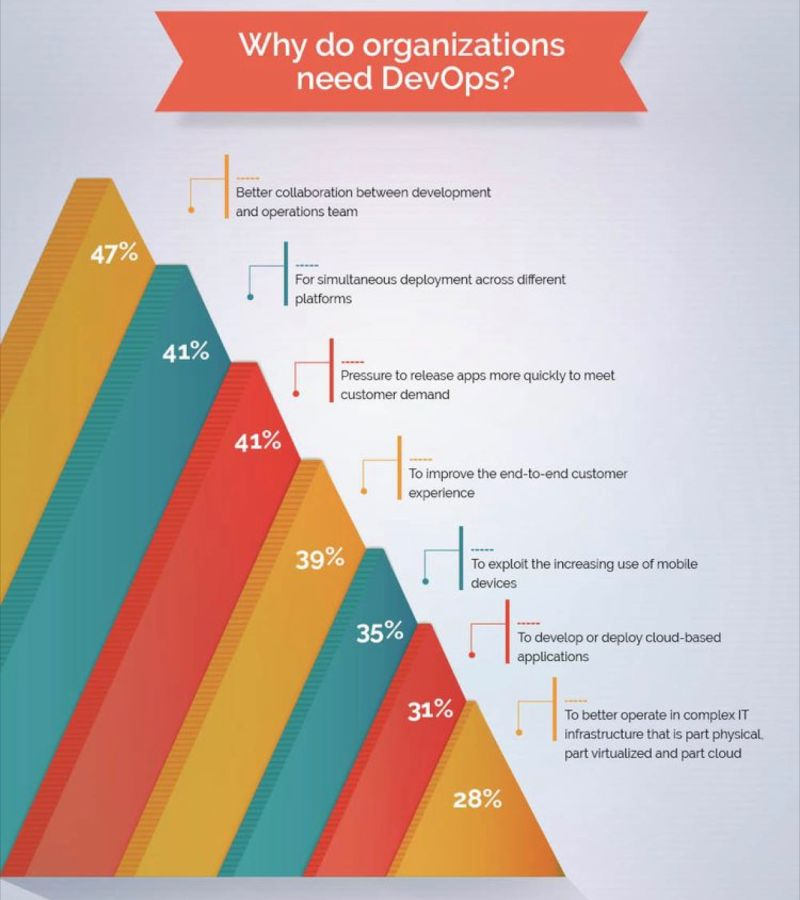 Why do organizations
need DevOps?
47%
Better collaboration between development
and operations team
41%
For simultaneous deployment across different
platforms
41%
Pressure to release apps more quickly to meet
customer demand
39%
To improve the end-to-end customer
experience
35%
To exploit the increasing use of mobile
devices
31%
To develop or deploy cloud-based
applications
28%
To better operate in complex IT
infrastructure that is part physical,
part virtualized and part cloud